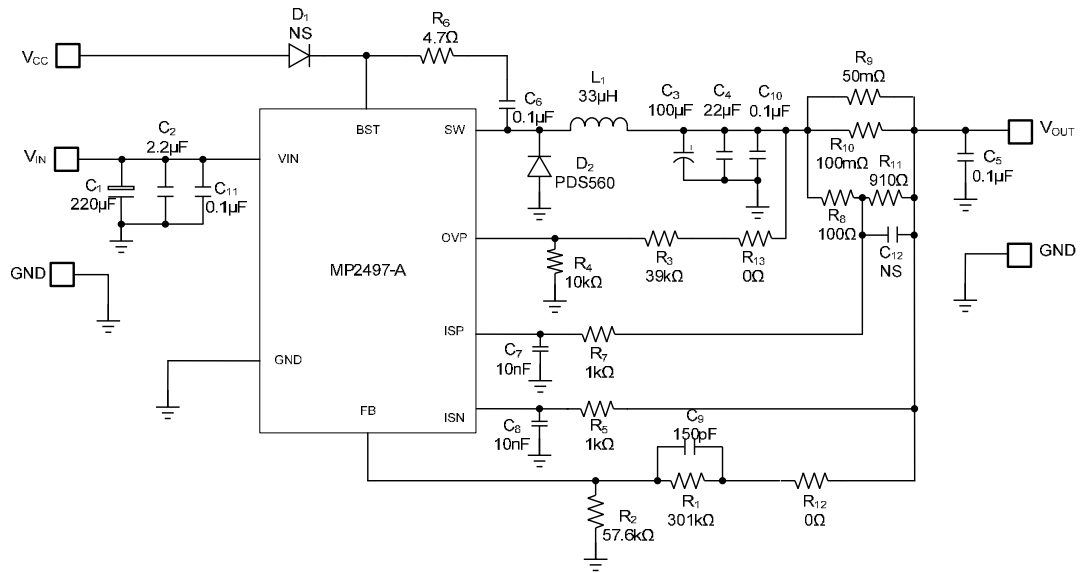 D1
NS
R6
4.7Ω
VCC
C6
0.1µF
L1
33µH
C3
100µF
C4
22µF
C10
0.1µF
R9
50mΩ
BST
SW
VIN
VIN
C2
2.2µF
C1
220µF
C11
0.1µF
D2
PDS560
R10
100mΩ
R11
910Ω
VOUT
C5
0.1µF
R8
100Ω
C12
NS
OVP
R4
10kΩ
R3
39kΩ
R13
0Ω
MP2497-A
GND
GND
ISP
C7
10nF
R7
1kΩ
GND
FB
ISN
C8
10nF
R5
1kΩ
C9
150pF
R2
57.6kΩ
R1
301kΩ
R12
0Ω